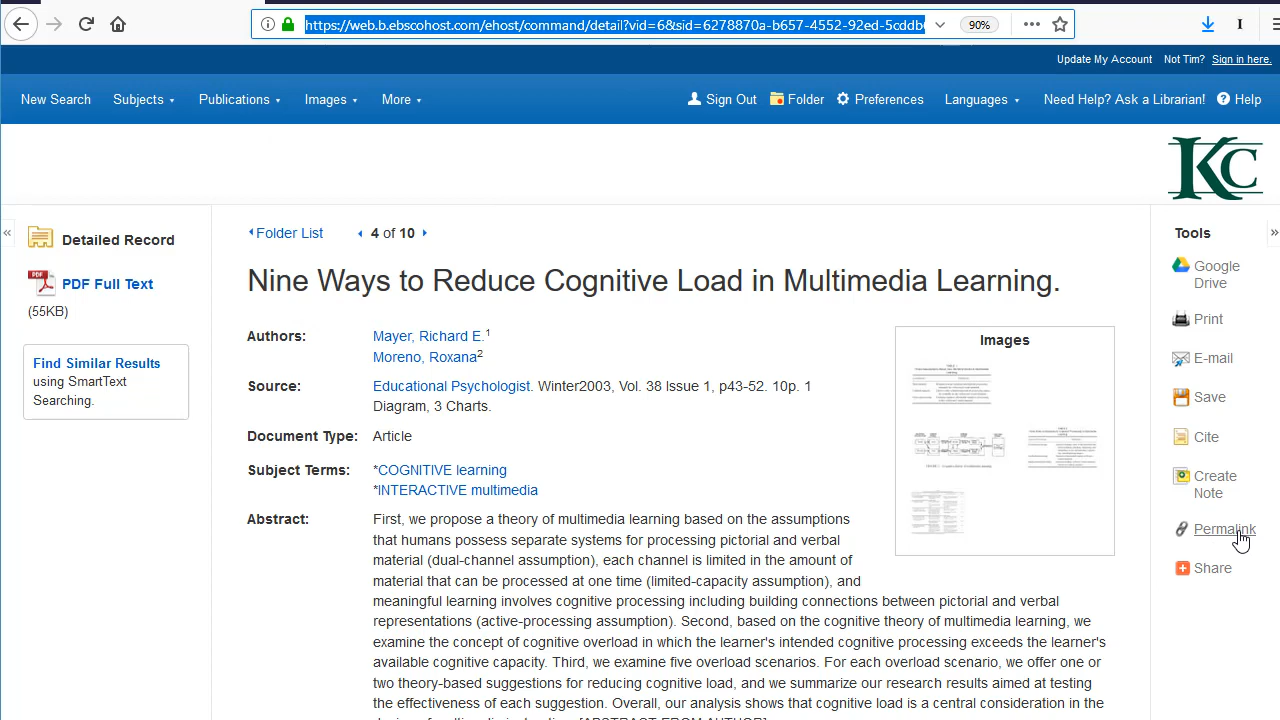 https://web.b.ebscohost.com/ehost/command/detail?vid=6&sid=6278870a-b657-4552-92ed-5cddb
90%
Update My Account Not Tim? Sign in here.
New Search Subjects Publications Images More Sign Out Folder Preferences Languages Need Help? Ask a Librarian! Help
KC
Detailed Record
PDF Full Text
(55KB)
Find Similar Results
using SmartText
Searching.
Folder List 4 of 10
Nine Ways to Reduce Cognitive Load in Multimedia Learning.
Authors: Mayer, Richard E.1
Moreno, Roxana2
Source: Educational Psychologist. Winter2003, Vol. 38 Issue 1, p43-52. 10p. 1
Diagram, 3 Charts.
Document Type: Article
Subject Terms: *COGNITIVE learning
*INTERACTIVE multimedia
Abstract: First, we propose a theory of multimedia learning based on the assumptions
that humans possess separate systems for processing pictorial and verbal
material (dual-channel assumption), each channel is limited in the amount of
material that can be processed at one time (limited-capacity assumption), and
meaningful learning involves cognitive processing including building connections between pictorial and verbal
representations (active-processing assumption). Second, based on the cognitive theory of multimedia learning, we
examine the concept of cognitive overload in which the learner's intended cognitive processing exceeds the learner's
available cognitive capacity. Third, we examine five overload scenarios. For each overload scenario, we offer one or
two theory-based suggestions for reducing cognitive load, and we summarize our research results aimed at testing
the effectiveness of each suggestion. Overall, our analysis shows that cognitive load is a central consideration in the
Images
Tools
Google
Drive
Print
E-mail
Save
Cite
Create
Note
Permalink
Share